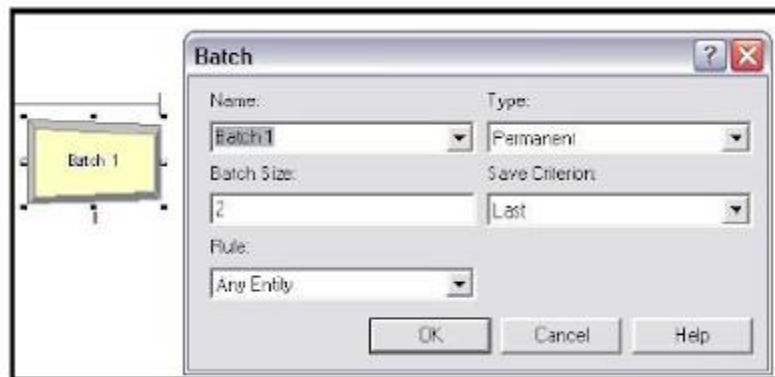 Batch
Name: Type:
Batch 1 Permanent
Batch 1
Batch Size: Save Criterion:
2 Last
Rule:
Any Entity
OK Cancel Help